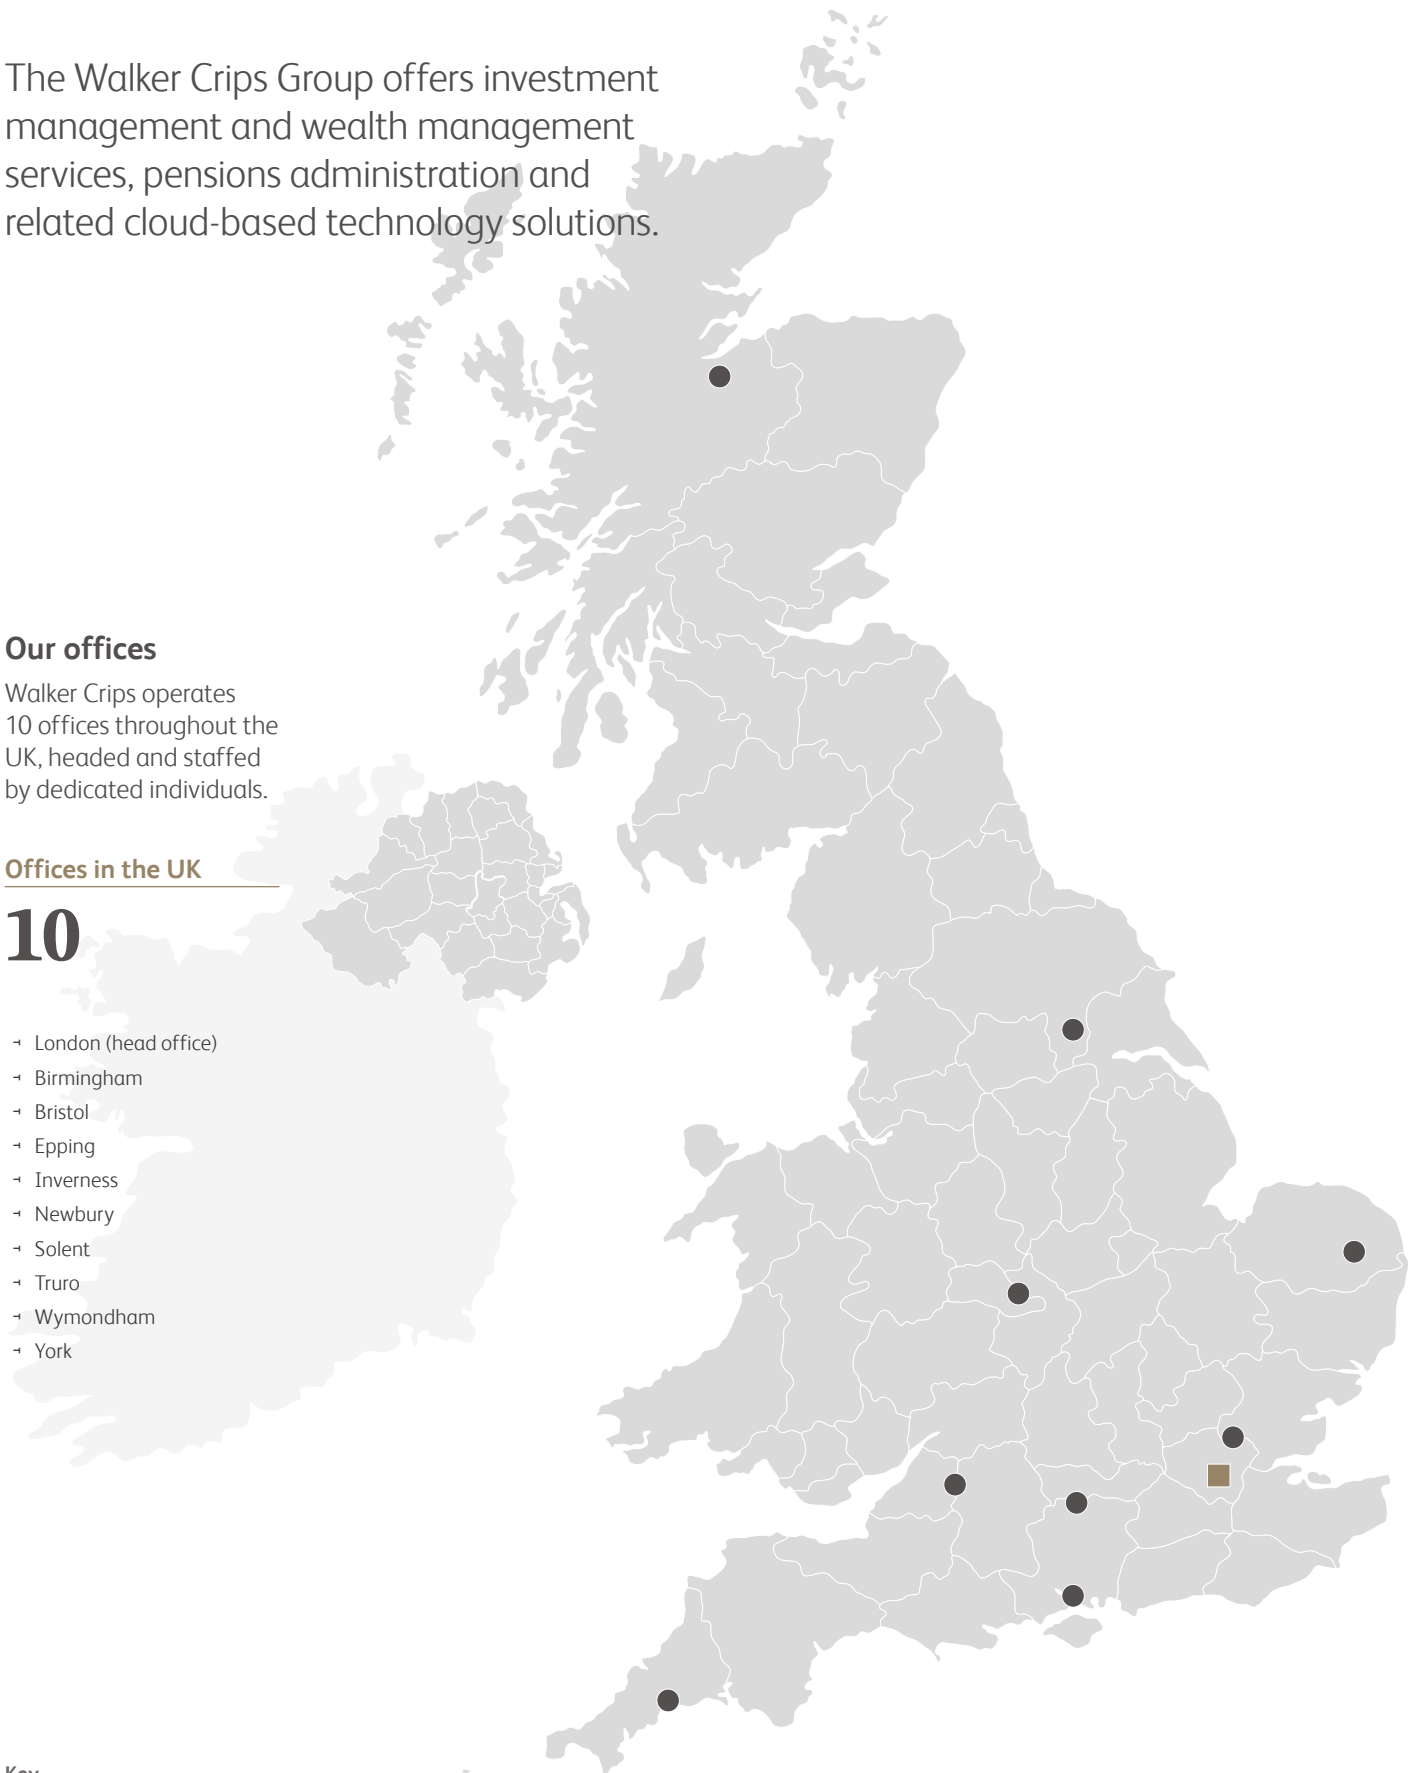 The Walker Crips Group offers investment
management and wealth management
services, pensions administration and
related cloud-based technology solutions.
Our offices
Walker Crips operates
10 offices throughout the
UK, headed and staffed
by dedicated individuals.
Offices in the UK
10
London (head office)
Birmingham
Bristol
Epping
Inverness
Newbury
Solent
Truro
Wymondham
York
Key